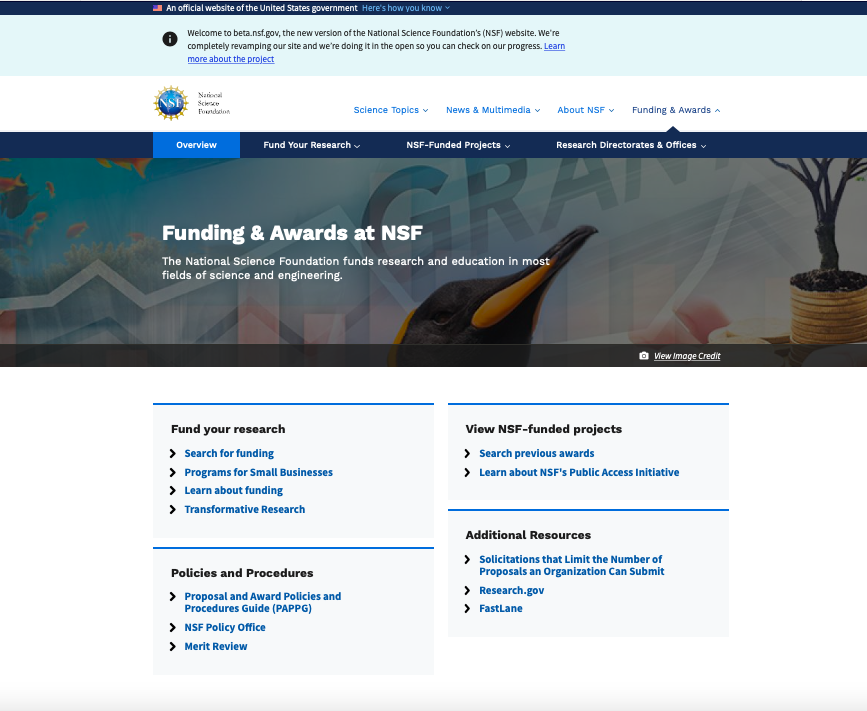 An official website of the United States government Here's how you know
Welcome to beta.nsf.gov, the new version of the National Science Foundation's (NSF) website. We're
completely revamping our site and we're doing it in the open so you can check on our progress. Learn
more about the project
NSF
National
Science
Foundation
Science Topics
News & Multimedia
About NSF
Funding & Awards
Overview
Fund Your Research
NSF-Funded Projects
Research Directorates & Offices
GRANT
Funding & Awards at NSF
The National Science Foundation funds research and education in most
fields of science and engineering.
View Image Credit
Fund your research
Search for funding
Programs for Small Businesses
Learn about funding
Transformative Research
Policies and Procedures
Proposal and Award Policies and
Procedures Guide (PAPPG)
NSF Policy Office
Merit Review
View NSF-funded projects
Search previous awards
Learn about NSF's Public Access Initiative
Additional Resources
Solicitations that Limit the Number of
Proposals an Organization Can Submit
Research.gov
FastLane